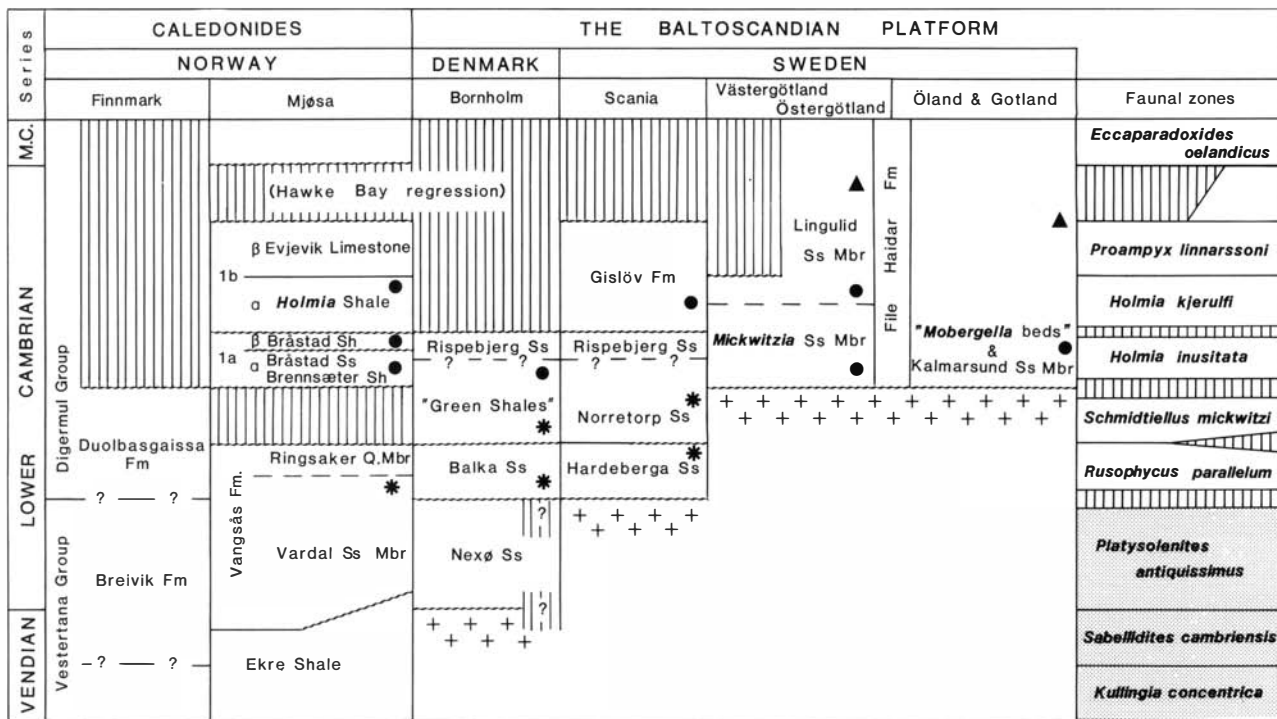 Series
CALEDONIDES
THE BALTOSCANDIAN PLATFORM
NORWAY
DENMARK
SWEDEN
Finnmark
Mjøsa
Bornholm
Scania
Västergötland
Östergötland
Öland & Gotland
Faunal zones
M.C.
LOWER CAMBRIAN
VENDIAN
Digermul Group
Duolbasgaissa
Fm
? ?
Vestertana Group
Breivik Fm
? ?
(Hawke Bay regression)
β Evjevik Limestone
1b
α Holmia Shale
β Bråstad Sh
1a
α Bråstad Ss
Brennsæter Sh
Ringsaker Q. Mbr
Vangsås Fm.
Vardal Ss Mbr
Ekre Shale
Rispebjerg Ss
? ?
"Green Shales"
Balka Ss
?
Nexø Ss
?
Gislöv Fm
Rispebjerg Ss
? ?
Norretorp Ss
Hardeberga Ss
Lingulid
Ss Mbr
Mickwitzia Ss Mbr
File Haidar Fm
"Mobergella beds"
&
Kalmarsund Ss Mbr
Eccaparadoxides
oelandicus
Proampyx linnarssoni
Holmia kjerulfi
Holmia inusitata
Schmidtiellus mickwitzi
Rusophycus parallelum
Platysolenites
antiquissimus
Sabellidites cambriensis
Kullingia concentrica